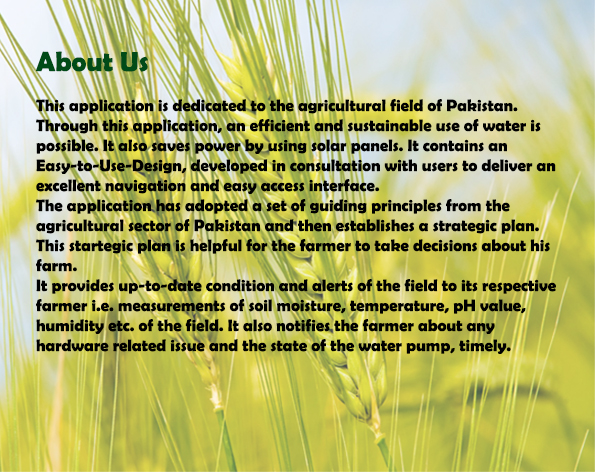 About Us
This application is dedicated to the agricultural field of Pakistan.
Through this application, an efficient and sustainable use of water is
possible. It also saves power by using solar panels. It contains an
Easy-to-Use-Design, developed in consultation with users to deliver an
excellent navigation and easy access interface.
The application has adopted a set of guiding principles from the
agricultural sector of Pakistan and then establishes a strategic plan.
This startegic plan is helpful for the farmer to take decisions about his
farm.
It provides up-to-date condition and alerts of the field to its respective
farmer i.e. measurements of soil moisture, temperature, pH value,
humidity etc. of the field. It also notifies the farmer about any
hardware related issue and the state of the water pump, timely.